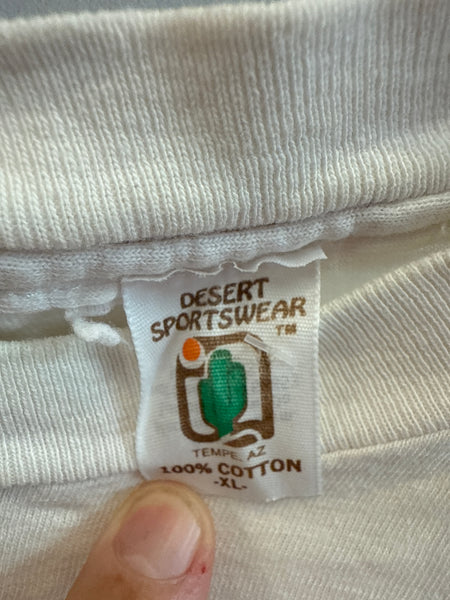 DESERT
SPORTSWEAR
TM
TEMPE, AZ
100% COTTON
-XL-